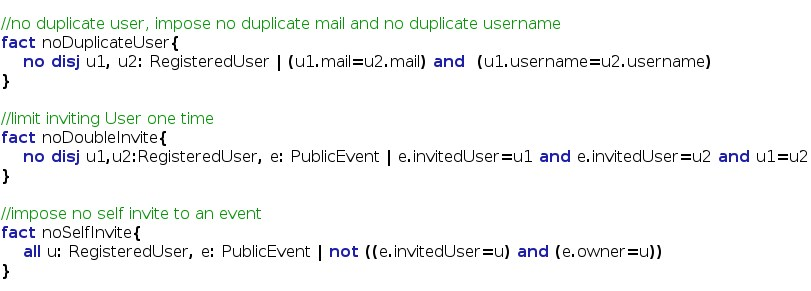 //no duplicate user, impose no duplicate mail and no duplicate username
fact noDuplicateUser{
no disj u1, u2: RegisteredUser | (u1.mail=u2.mail) and (u1.username=u2.username)
}
//limit inviting User one time
fact noDoubleInvite{
no disj u1,u2:RegisteredUser, e: PublicEvent | e.invitedUser=u1 and e.invitedUser=u2 and u1=u2
}
//impose no self invite to an event
fact noSelfInvite{
all u: RegisteredUser, e: PublicEvent | not ((e.invitedUser=u) and (e.owner=u))
}